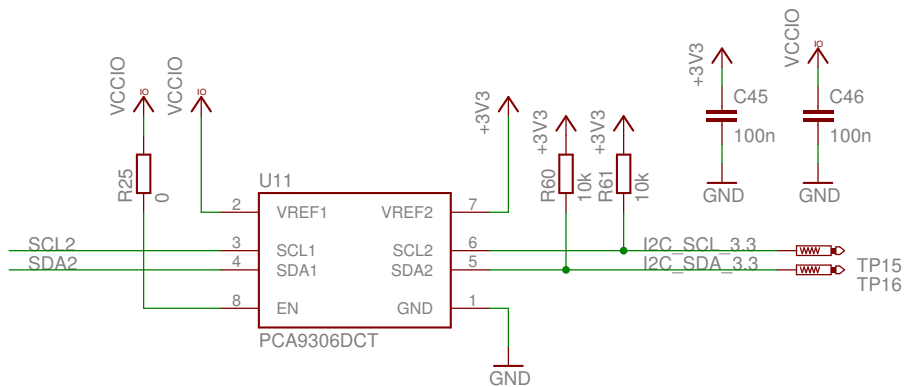 VCCIO
IO
VCCIO
IO
+3V3
+3V3
+3V3
+3V3
VCCIO
IO
C45
100n
C46
100n
GND
GND
R25
0
R60
10k
R61
10k
U11
2
VREF1
VREF2
7
SCL2
3
SCL1
SCL2
6
I2C_SCL_3.3
SDA2
4
SDA1
SDA2
5
I2C_SDA_3.3
TP15
TP16
8
EN
GND
1
PCA9306DCT
GND